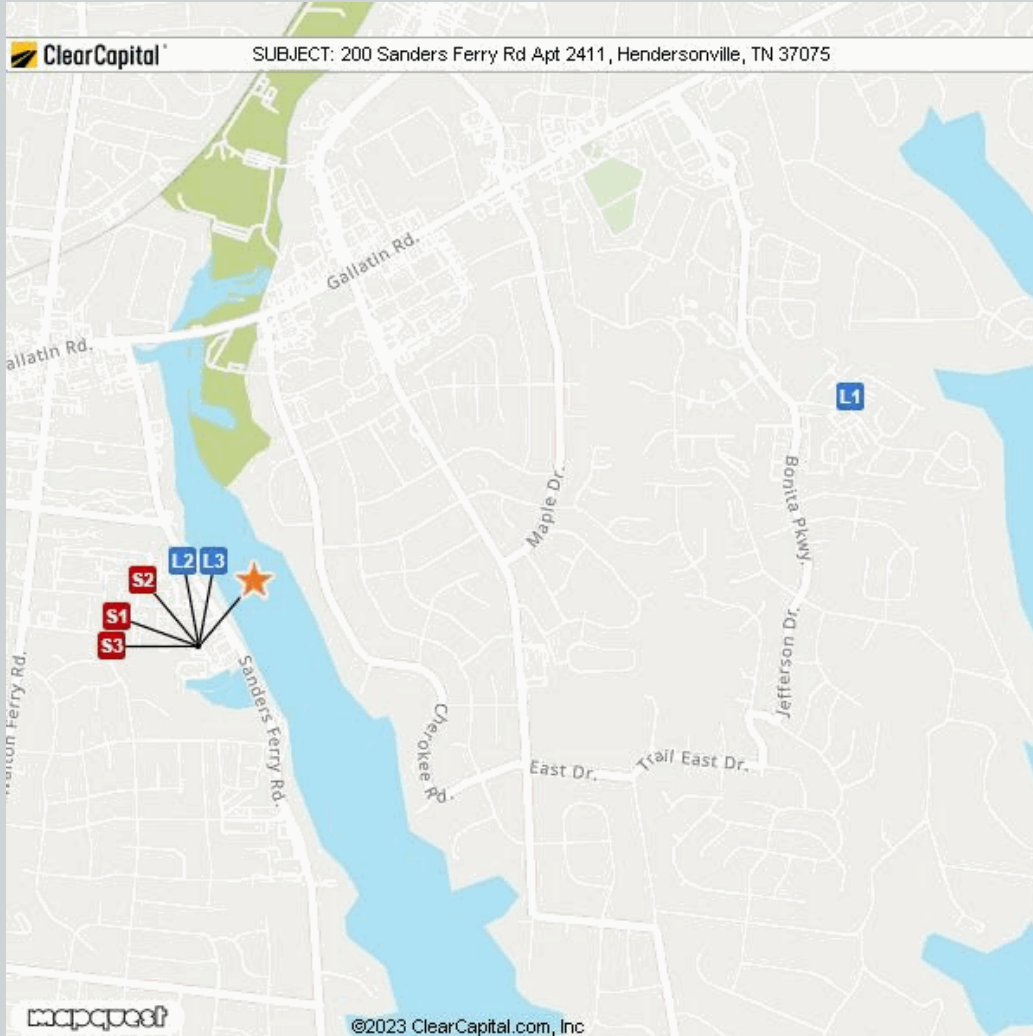 ClearCapital
SUBJECT: 200 Sanders Ferry Rd Apt 2411, Hendersonville, TN 37075
Gallatin Rd.
allatin Rd.
L1
Maple Dr.
Bonita Pkwy.
L2 L3
S2
S1
S3
Sanders Ferry Rd.
Jefferson Dr.
Cherokee Rd.
East Dr.
Trail East Dr.
mapquest
©2023 ClearCapital.com, Inc